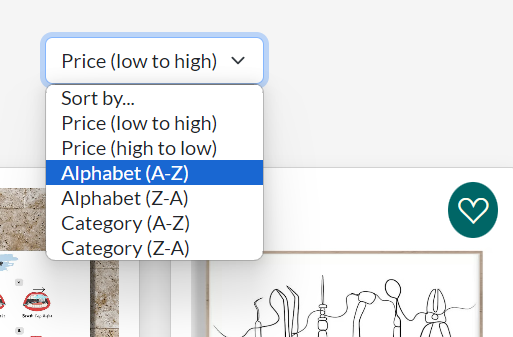 Price (low to high)
Sort by...
Price (low to high)
Price (high to low)
Alphabet (A-Z)
Alphabet (Z-A)
Category (A-Z)
Category (Z-A)